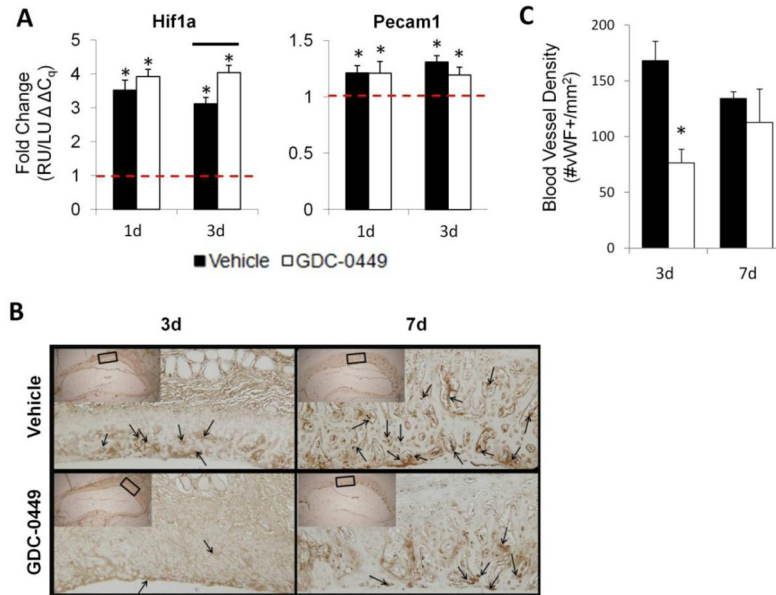 A
Hif1a
Pecam1
Fold Change
(RU/LU Δ ΔCq)
5
4
3
2
1
0
*
*
*
*
1d
3d
1.5
1
0.5
0
*
*
*
*
1d
3d
Vehicle
GDC-0449
C
Blood Vessel Density
(#vWF+/mm²)
200
150
100
50
0
*
3d
7d
B
3d
7d
Vehicle
GDC-0449